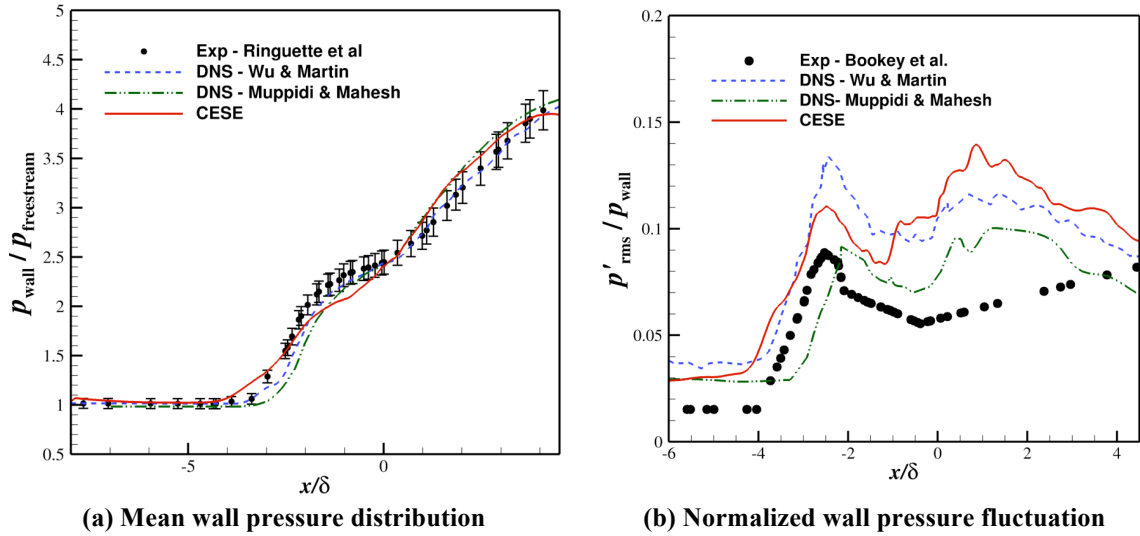 5
4.5
4
3.5
3
2.5
2
1.5
1
0.5
p_wall / p_freestream
Exp - Ringuette et al
DNS - Wu & Martin
DNS - Muppidi & Mahesh
CESE
-5
0
x/δ
(a) Mean wall pressure distribution
0.2
0.15
0.1
0.05
0
p'_rms / p_wall
Exp - Bookey et al.
DNS - Wu & Martin
DNS- Muppidi & Mahesh
CESE
-6
-4
-2
0
2
4
x/δ
(b) Normalized wall pressure fluctuation